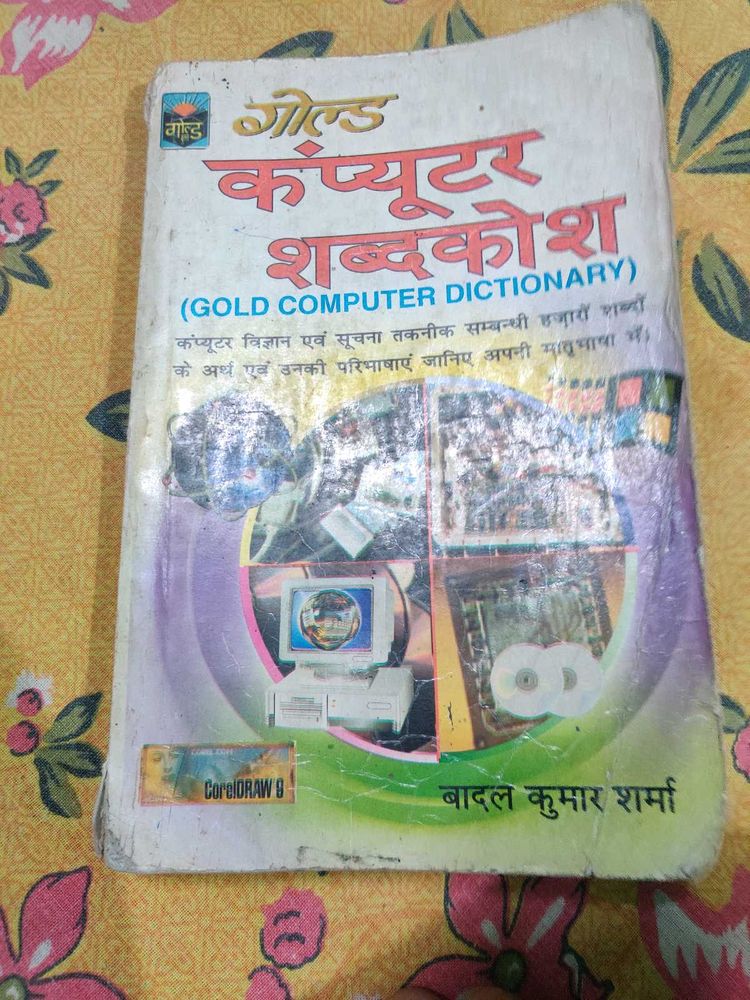 गोल्ड
गोल्ड
कंप्यूटर
शब्दकोश
(GOLD COMPUTER DICTIONARY)
कंप्यूटर विज्ञान एवं सूचना तकनीक सम्बन्धी हज़ारों शब्दों
के अर्थ एवं उनकी परिभाषाएं जानिए अपनी मातृभाषा में।
CorelDRAW 9
बादल कुमार शर्मा